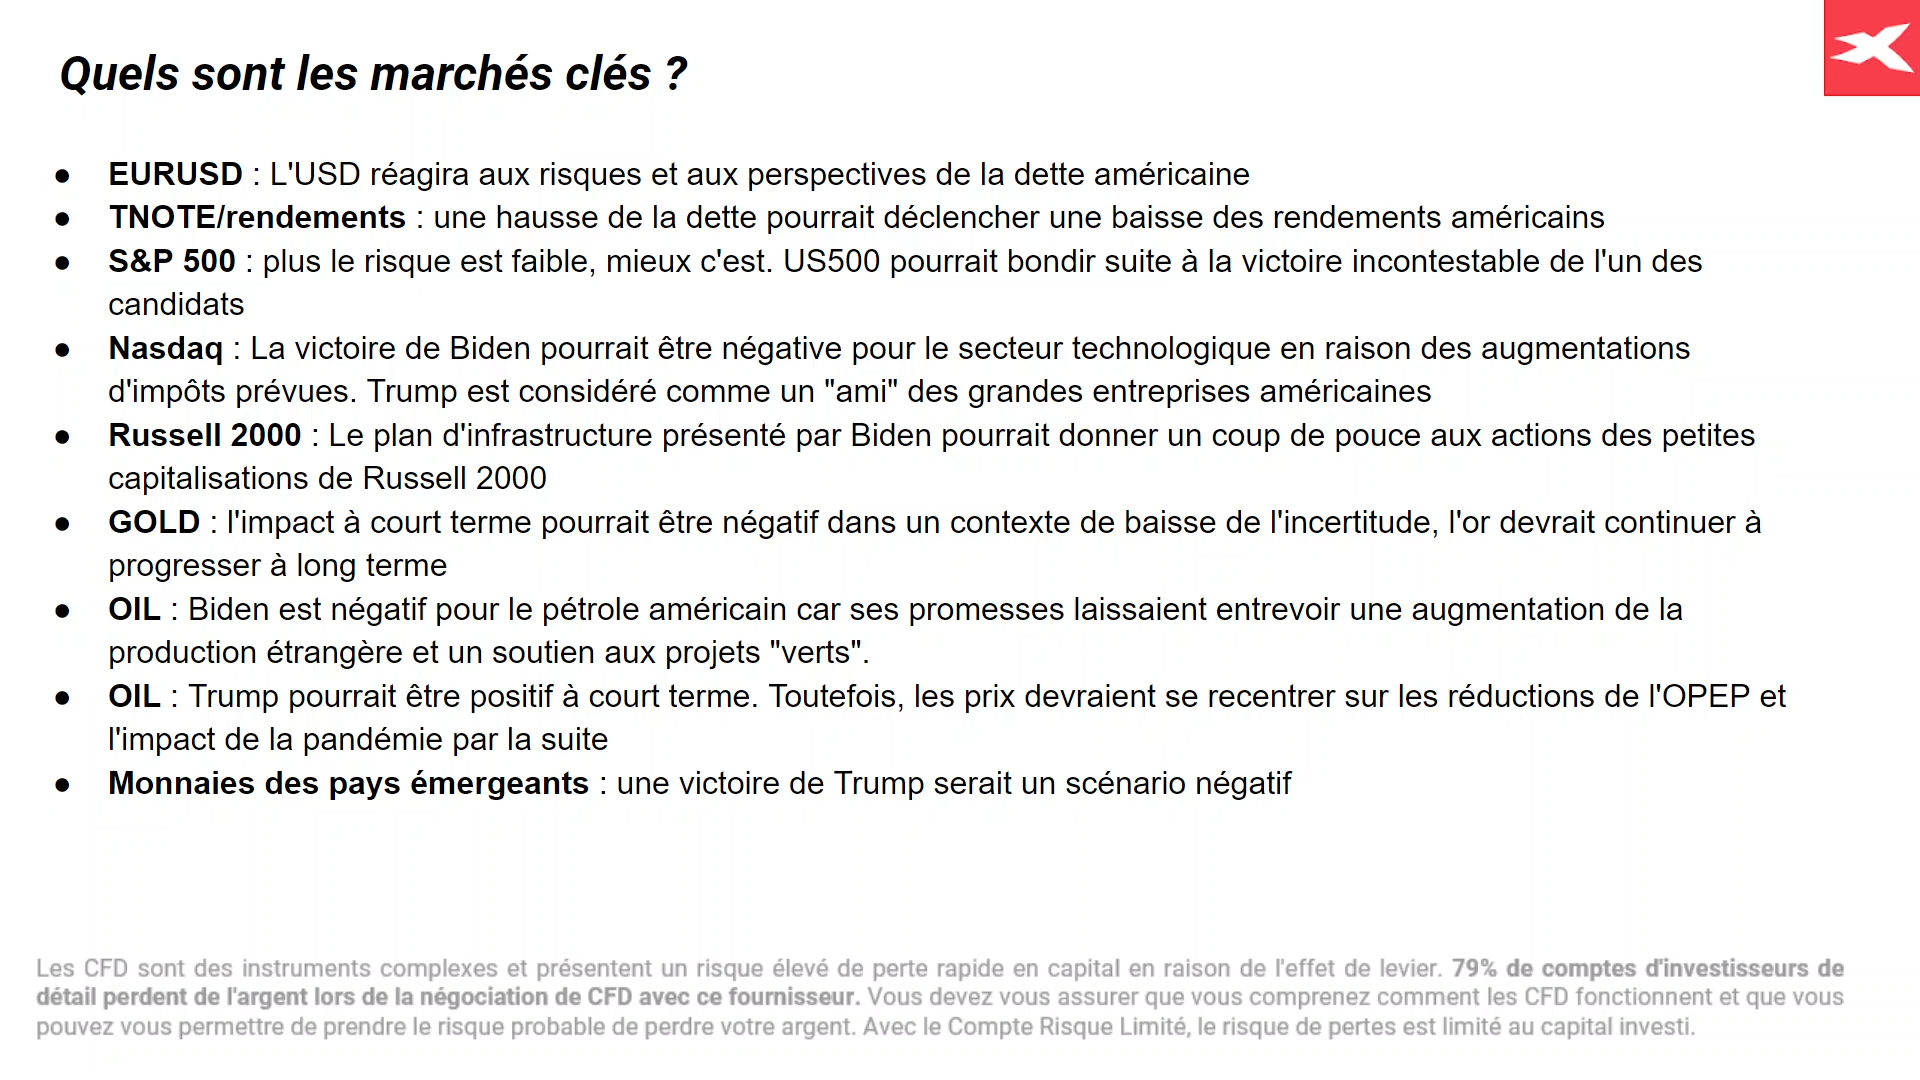 Quels sont les marchés clés ?
● EURUSD : L'USD réagira aux risques et aux perspectives de la dette américaine
● TNOTE/rendements : une hausse de la dette pourrait déclencher une baisse des rendements américains
● S&P 500 : plus le risque est faible, mieux c'est. US500 pourrait bondir suite à la victoire incontestable de l'un des
candidats
● Nasdaq : La victoire de Biden pourrait être négative pour le secteur technologique en raison des augmentations
d'impôts prévues. Trump est considéré comme un "ami" des grandes entreprises américaines
● Russell 2000 : Le plan d'infrastructure présenté par Biden pourrait donner un coup de pouce aux actions des petites
capitalisations de Russell 2000
● GOLD : l'impact à court terme pourrait être négatif dans un contexte de baisse de l'incertitude, l'or devrait continuer à
progresser à long terme
● OIL : Biden est négatif pour le pétrole américain car ses promesses laissaient entrevoir une augmentation de la
production étrangère et un soutien aux projets "verts".
● OIL : Trump pourrait être positif à court terme. Toutefois, les prix devraient se recentrer sur les réductions de l'OPEP et
l'impact de la pandémie par la suite
● Monnaies des pays émergeants : une victoire de Trump serait un scénario négatif
Les CFD sont des instruments complexes et présentent un risque élevé de perte rapide en capital en raison de l'effet de levier. 79% de comptes d'investisseurs de
détail perdent de l'argent lors de la négociation de CFD avec ce fournisseur. Vous devez vous assurer que vous comprenez comment les CFD fonctionnent et que vous
pouvez vous permettre de prendre le risque probable de perdre votre argent. Avec le Compte Risque Limité, le risque de pertes est limité au capital investi.